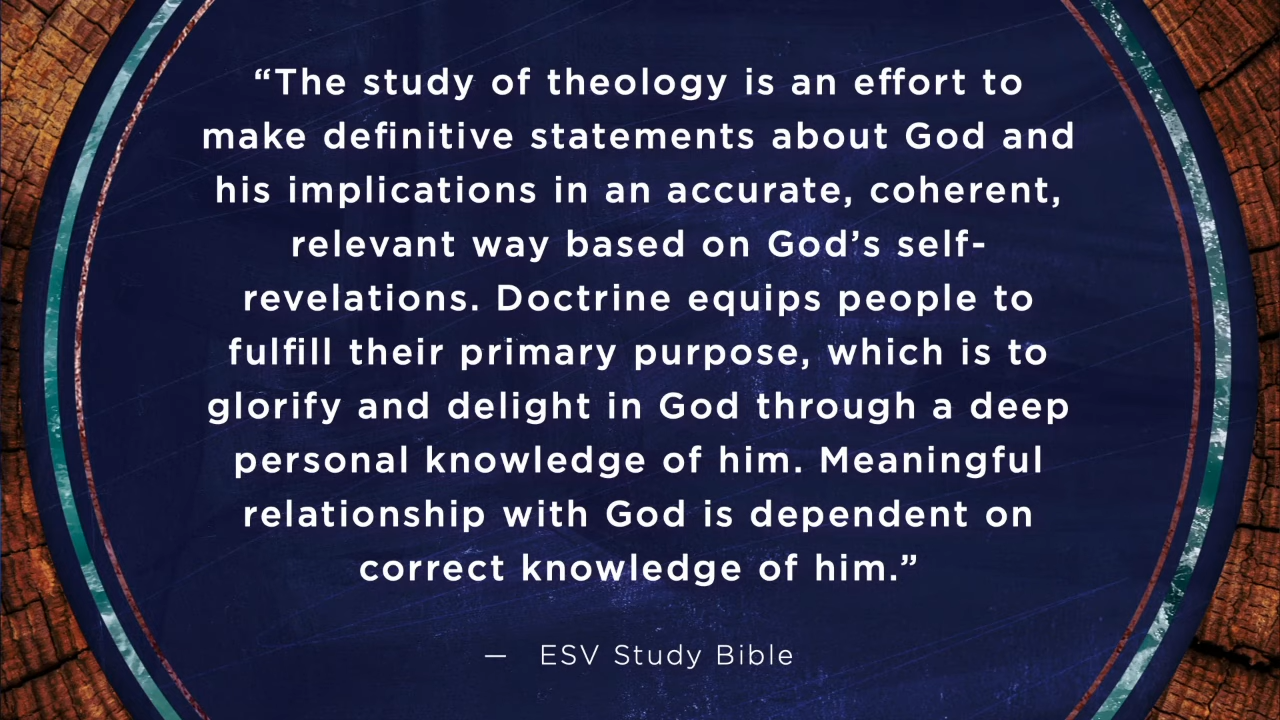 “The study of theology is an effort to
make definitive statements about God and
his implications in an accurate, coherent,
relevant way based on God’s self-
revelations. Doctrine equips people to
fulfill their primary purpose, which is to
glorify and delight in God through a deep
personal knowledge of him. Meaningful
relationship with God is dependent on
correct knowledge of him.”
— ESV Study Bible